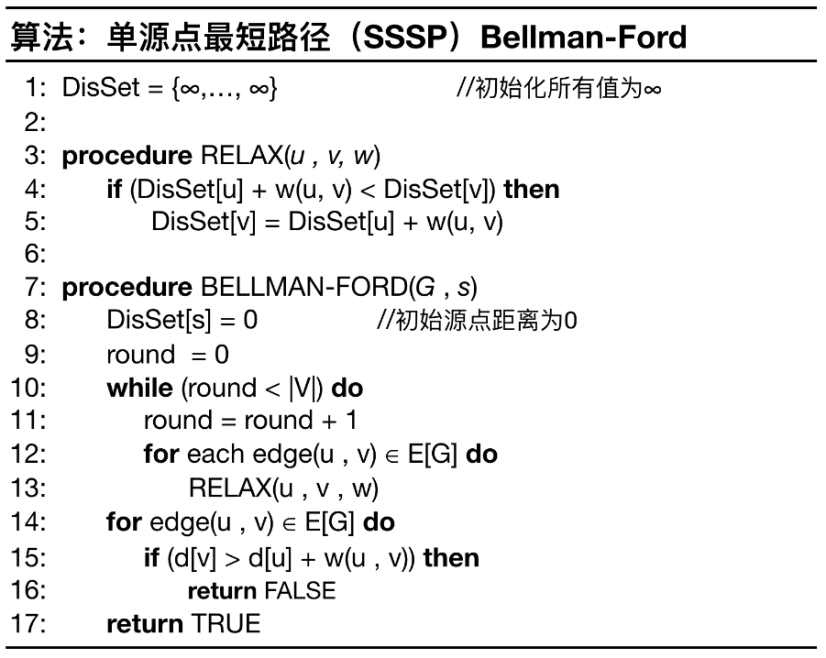 算法：单源点最短路径（SSSP）Bellman-Ford
1: DisSet = {∞,…, ∞} //初始化所有值为∞
2:
3: procedure RELAX(u , v, w)
4: if (DisSet[u] + w(u, v) < DisSet[v]) then
5: DisSet[v] = DisSet[u] + w(u, v)
6:
7: procedure BELLMAN-FORD(G , s)
8: DisSet[s] = 0 //初始源点距离为0
9: round = 0
10: while (round < |V|) do
11: round = round + 1
12: for each edge(u , v) ∈ E[G] do
13: RELAX(u , v , w)
14: for edge(u , v) ∈ E[G] do
15: if (d[v] > d[u] + w(u , v)) then
16: return FALSE
17: return TRUE